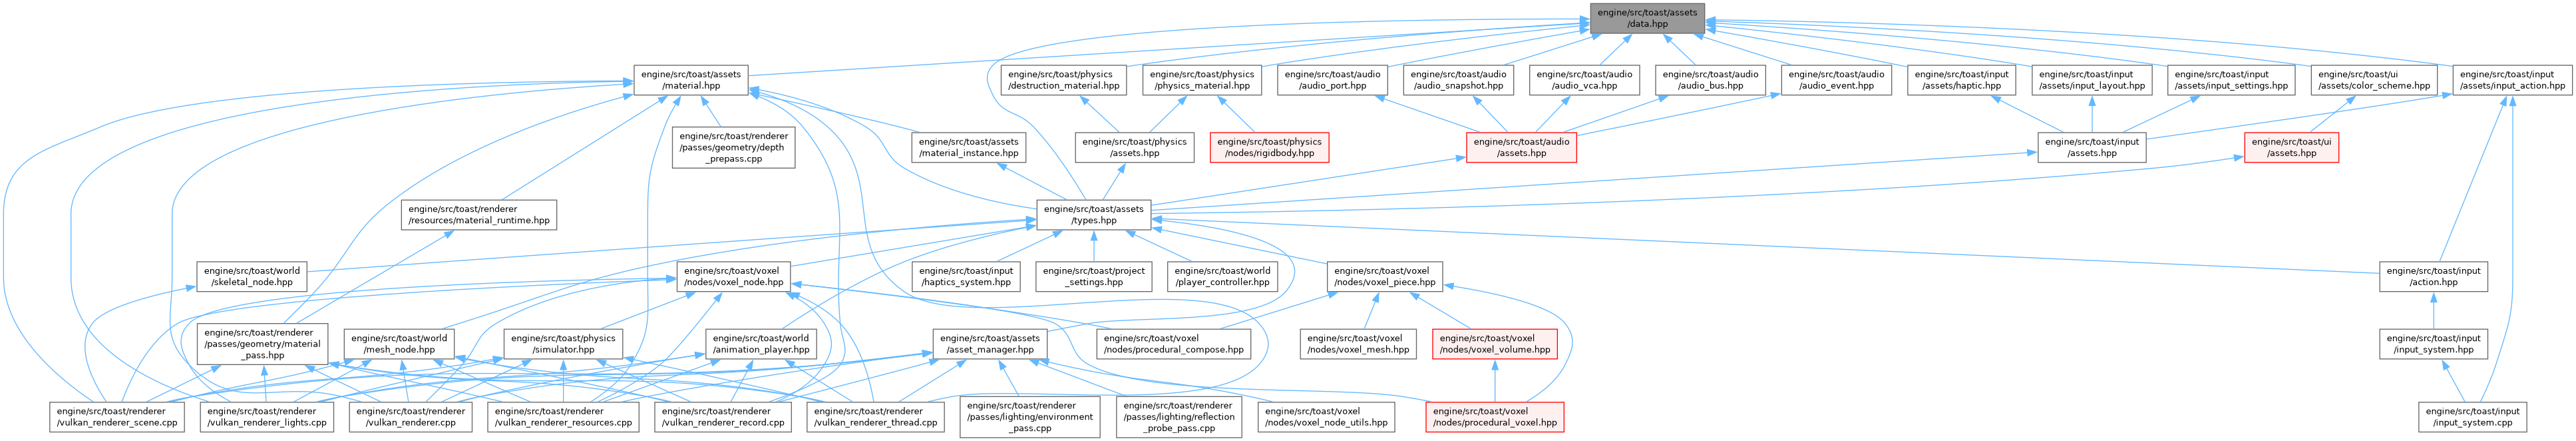 engine/src/toast/assets
/data.hpp
engine/src/toast/assets
/material.hpp
engine/src/toast/physics
/destruction_material.hpp
engine/src/toast/physics
/physics_material.hpp
engine/src/toast/audio
/audio_port.hpp
engine/src/toast/audio
/audio_snapshot.hpp
engine/src/toast/audio
/audio_vca.hpp
engine/src/toast/audio
/audio_bus.hpp
engine/src/toast/audio
/audio_event.hpp
engine/src/toast/input
/assets/haptic.hpp
engine/src/toast/input
/assets/input_layout.hpp
engine/src/toast/input
/assets/input_settings.hpp
engine/src/toast/ui
/assets/color_scheme.hpp
engine/src/toast/input
/assets/input_action.hpp
engine/src/toast/renderer
/passes/geometry/depth
_prepass.cpp
engine/src/toast/assets
/material_instance.hpp
engine/src/toast/physics
/assets.hpp
engine/src/toast/physics
/nodes/rigidbody.hpp
engine/src/toast/audio
/assets.hpp
engine/src/toast/input
/assets.hpp
engine/src/toast/ui
/assets.hpp
engine/src/toast/renderer
/resources/material_runtime.hpp
engine/src/toast/assets
/types.hpp
engine/src/toast/world
/skeletal_node.hpp
engine/src/toast/voxel
/nodes/voxel_node.hpp
engine/src/toast/input
/haptics_system.hpp
engine/src/toast/project
_settings.hpp
engine/src/toast/world
/player_controller.hpp
engine/src/toast/voxel
/nodes/voxel_piece.hpp
engine/src/toast/input
/action.hpp
engine/src/toast/renderer
/passes/geometry/material
_pass.hpp
engine/src/toast/world
/mesh_node.hpp
engine/src/toast/physics
/simulator.hpp
engine/src/toast/world
/animation_player.hpp
engine/src/toast/assets
/asset_manager.hpp
engine/src/toast/voxel
/nodes/procedural_compose.hpp
engine/src/toast/voxel
/nodes/voxel_mesh.hpp
engine/src/toast/voxel
/nodes/voxel_volume.hpp
engine/src/toast/input
/input_system.hpp
engine/src/toast/renderer
/vulkan_renderer_scene.cpp
engine/src/toast/renderer
/vulkan_renderer_lights.cpp
engine/src/toast/renderer
/vulkan_renderer.cpp
engine/src/toast/renderer
/vulkan_renderer_resources.cpp
engine/src/toast/renderer
/vulkan_renderer_record.cpp
engine/src/toast/renderer
/vulkan_renderer_thread.cpp
engine/src/toast/renderer
/passes/lighting/environment
_pass.cpp
engine/src/toast/renderer
/passes/lighting/reflection
_probe_pass.cpp
engine/src/toast/voxel
/nodes/voxel_node_utils.hpp
engine/src/toast/voxel
/nodes/procedural_voxel.hpp
engine/src/toast/input
/input_system.cpp